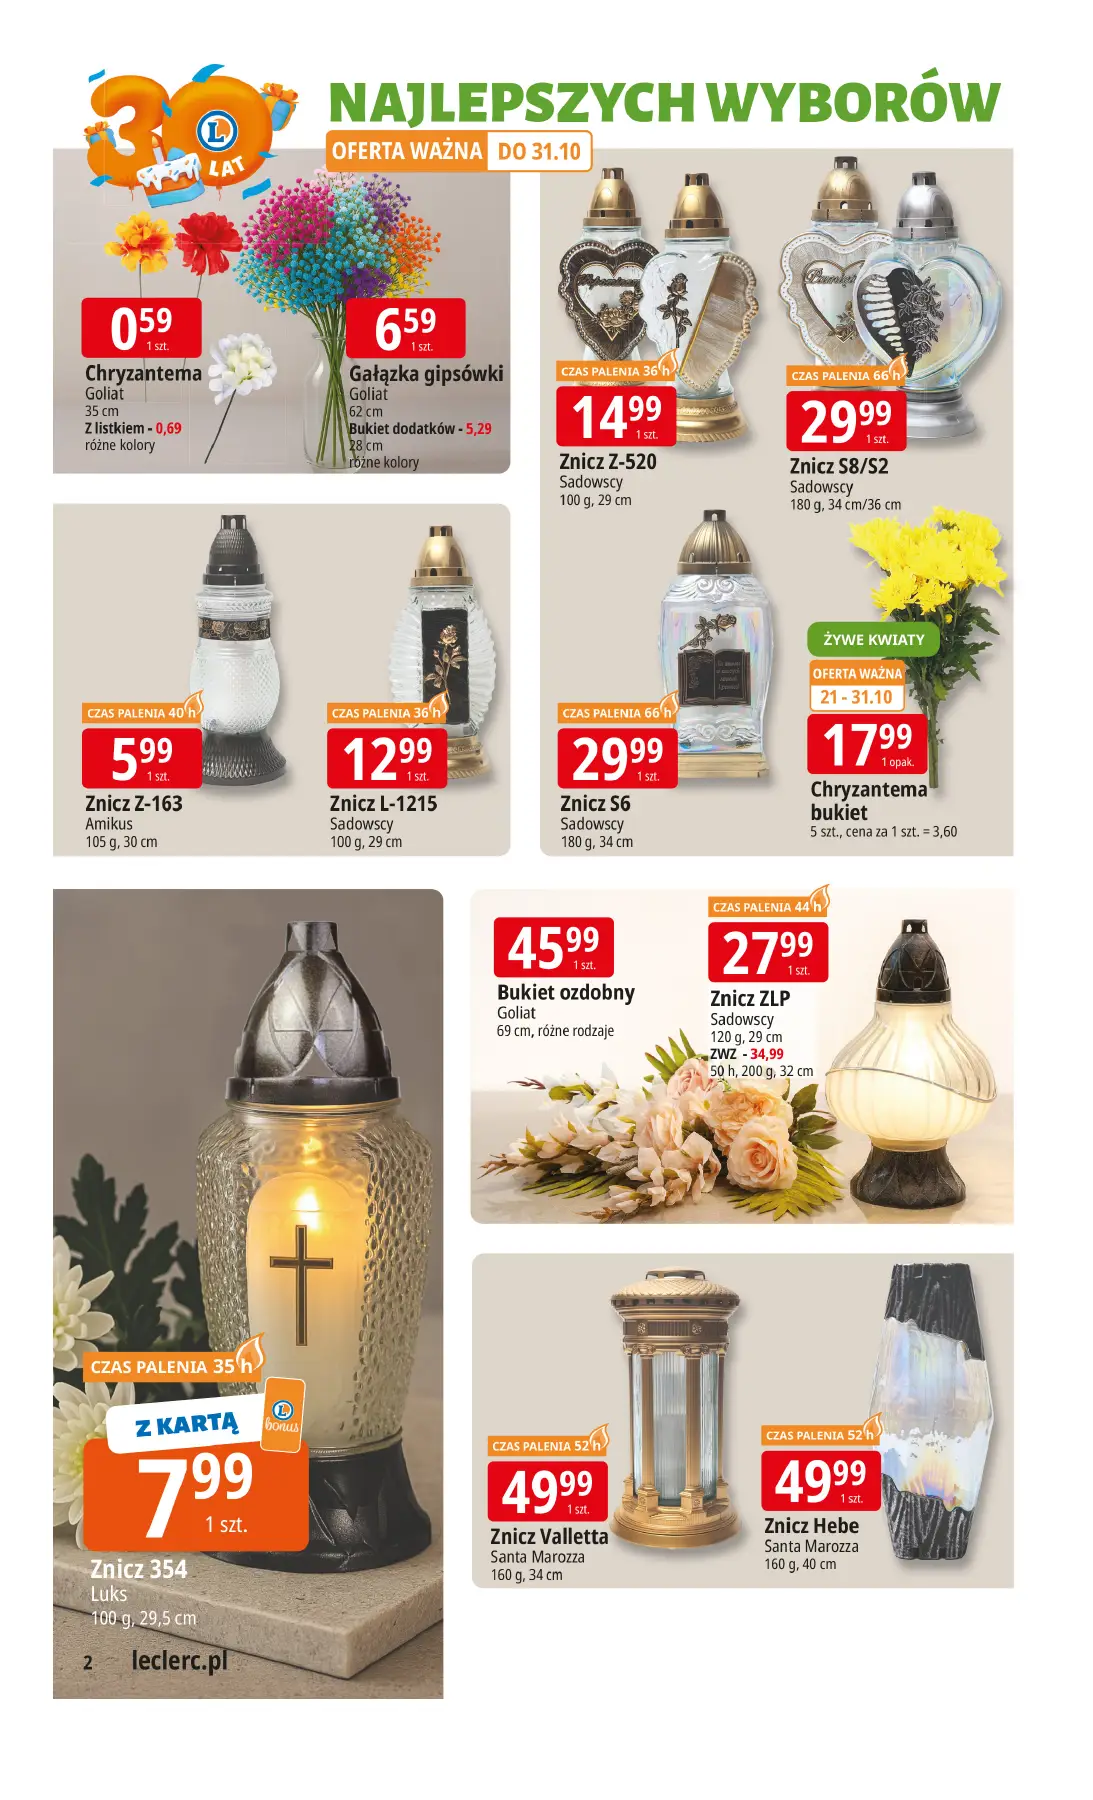 30 LAT
NAJLEPSZYCH WYBORÓW
OFERTA WAŻNA DO 31.10
0 59
1 szt.
Chryzantema
Goliat
35 cm
Z listkiem - 0,69
różne kolory
6 59
1 szt.
Gałązka gipsówki
Goliat
62 cm
Bukiet dodatków - 5,29
28 cm
różne kolory
CZAS PALENIA 36 h
14 99
1 szt.
Znicz Z-520
Sadowscy
100 g, 29 cm
CZAS PALENIA 66 h
29 99
1 szt.
Znicz S8/S2
Sadowscy
180 g, 34 cm/36 cm
CZAS PALENIA 40 h
5 99
1 szt.
Znicz Z-163
Amikus
105 g, 30 cm
CZAS PALENIA 36 h
12 99
1 szt.
Znicz L-1215
Sadowscy
100 g, 29 cm
CZAS PALENIA 66 h
29 99
1 szt.
Znicz S6
Sadowscy
180 g, 34 cm
ŻYWE KWIATY
OFERTA WAŻNA
21 - 31.10
17 99
1 opak.
Chryzantema
bukiet
5 szt., cena za 1 szt. = 3,60
CZAS PALENIA 35 h
Z KARTĄ
bonus
7 99
1 szt.
Znicz 354
Luks
100 g, 29,5 cm
45 99
1 szt.
Bukiet ozdobny
Goliat
69 cm, różne rodzaje
CZAS PALENIA 44 h
27 99
1 szt.
Znicz ZLP
Sadowscy
120 g, 29 cm
ZWZ - 34,99
50 h, 200 g, 32 cm
CZAS PALENIA 52 h
49 99
1 szt.
Znicz Valletta
Santa Marozza
160 g, 34 cm
CZAS PALENIA 52 h
49 99
1 szt.
Znicz Hebe
Santa Marozza
160 g, 40 cm
2 leclerc.pl